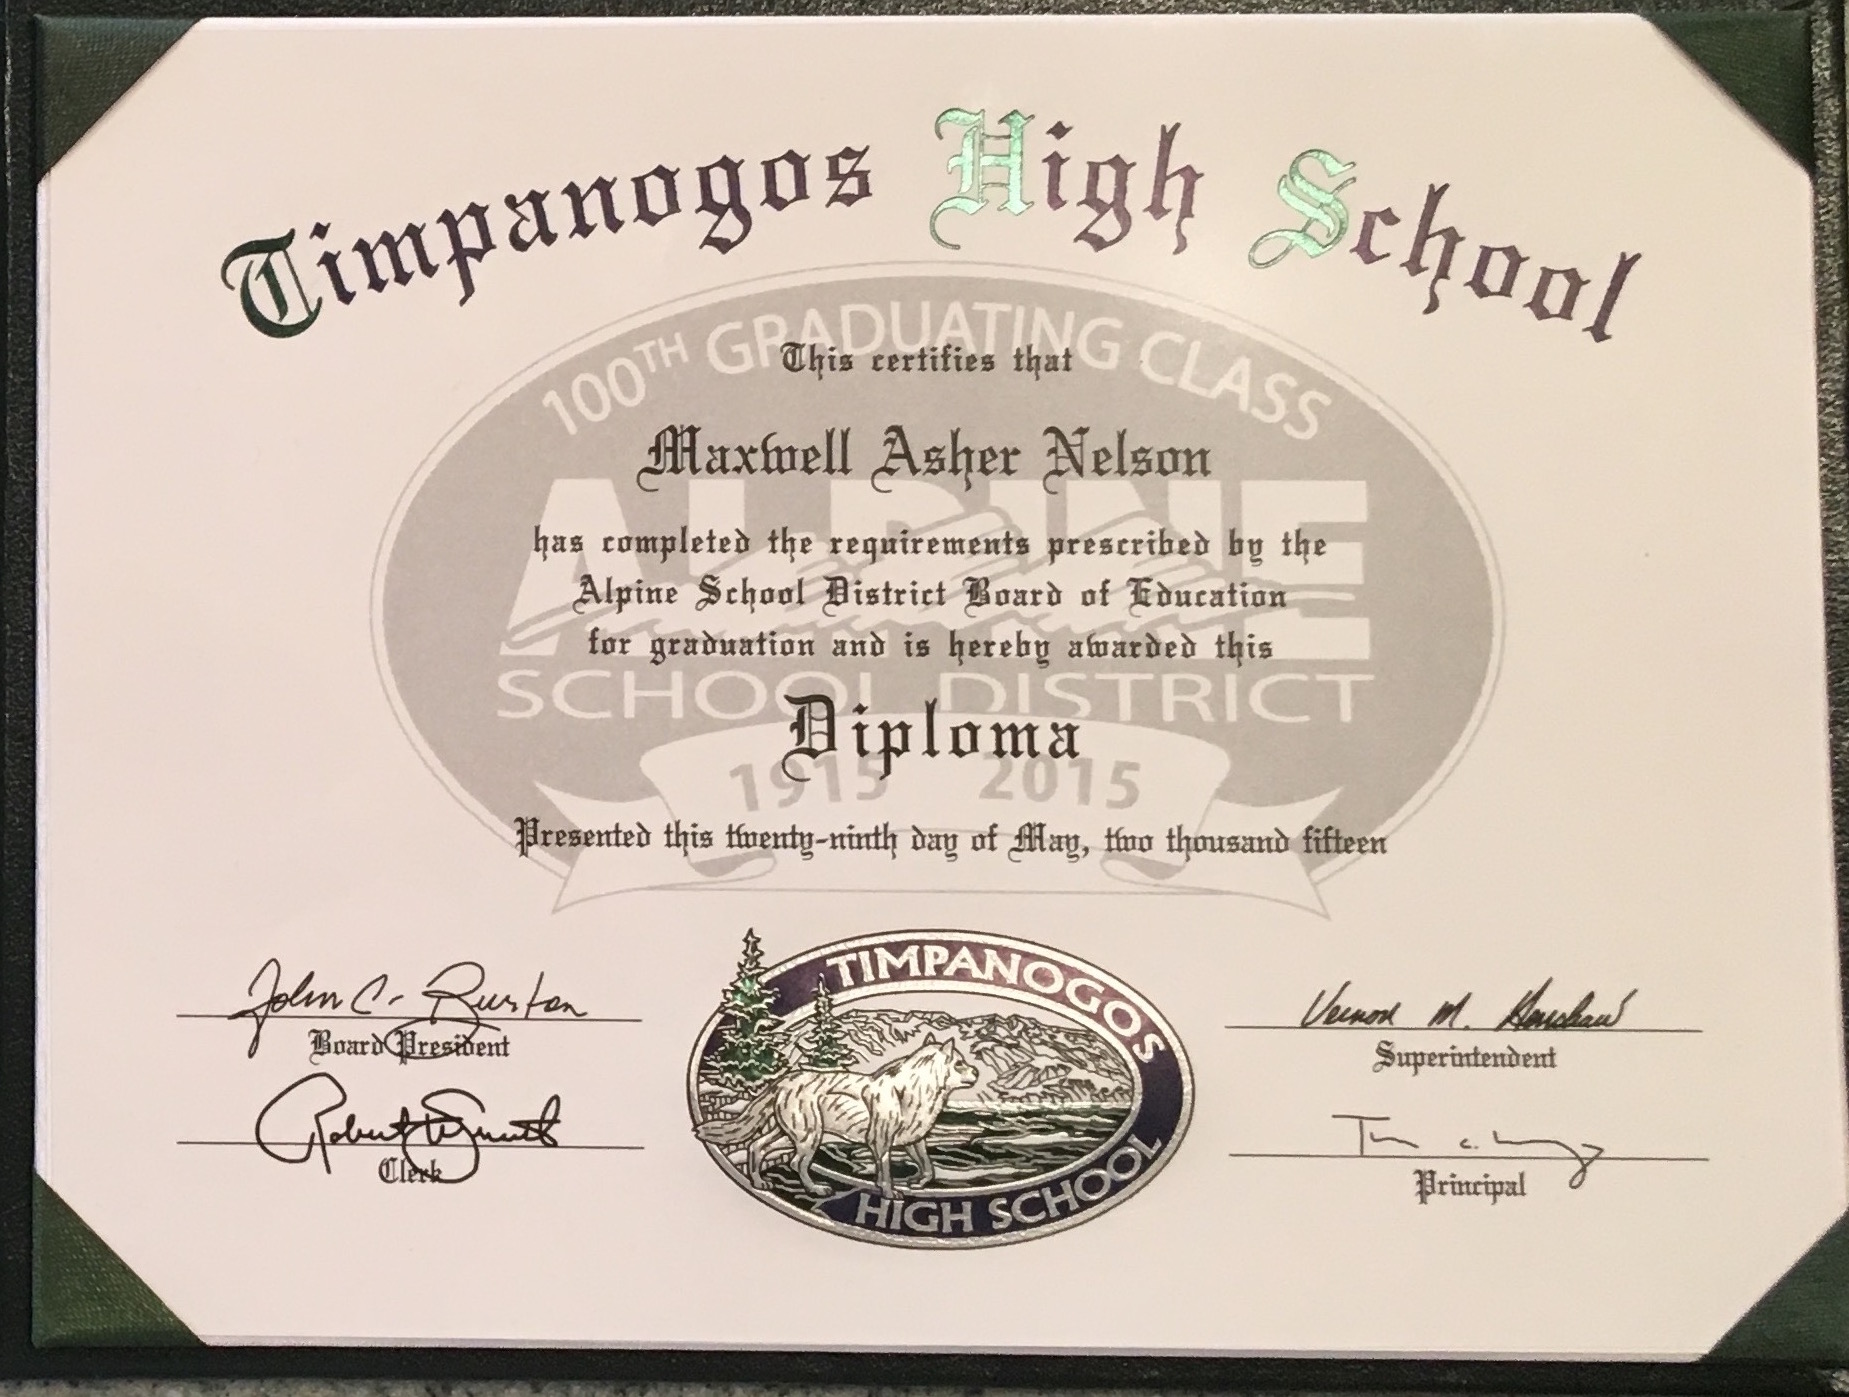 Timpanogos High School
100TH GRADUATING CLASS
This certifies that
Maxwell Asher Nelson
ALPINE
has completed the requirements prescribed by the
Alpine School District Board of Education
for graduation and is hereby awarded this
SCHOOL DISTRICT
Diploma
1915 2015
Presented this twenty-ninth day of May, two thousand fifteen
John C. Burton
Board President
Vernon M. Henshaw
Superintendent
Robert W. Smith
Clerk
Principal
TIMPANOGOS
HIGH SCHOOL